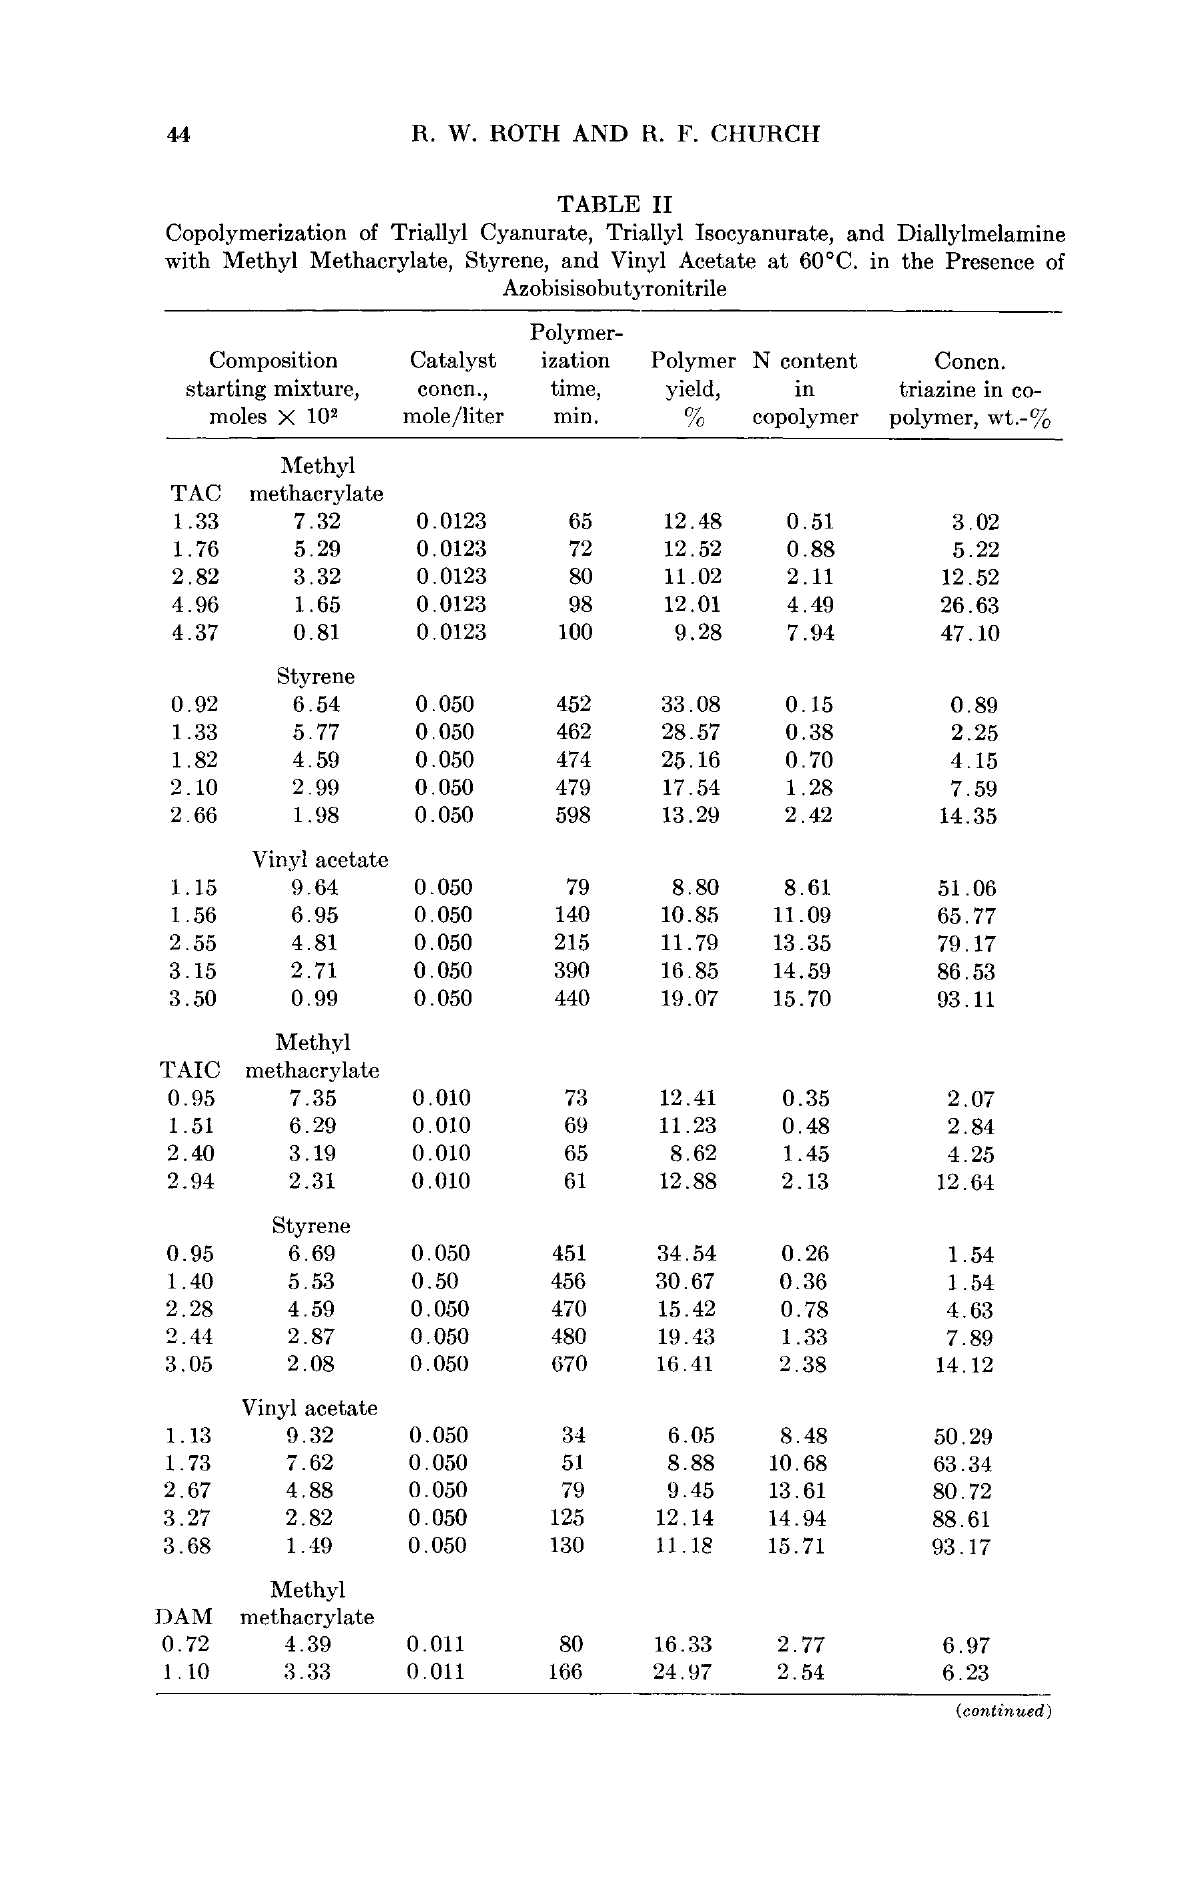 44 R. W. ROTH AND R. F. CHURCH
TABLE II
Copolymerization of Triallyl Cyanurate, Triallyl Isocyanurate, and Diallylmelamine
with Methyl Methacrylate, Styrene, and Vinyl Acetate at 60°C. in the Presence of
Azobisisobutyronitrile
Polymer-
Composition Catalyst ization Polymer N content Concn.
starting mixture, concn., time, yield, in triazine in co-
moles × 10² mole/liter min. % copolymer polymer, wt.-%
Methyl
TAC methacrylate
1.33 7.32 0.0123 65 12.48 0.51 3.02
1.76 5.29 0.0123 72 12.52 0.88 5.22
2.82 3.32 0.0123 80 11.02 2.11 12.52
4.96 1.65 0.0123 98 12.01 4.49 26.63
4.37 0.81 0.0123 100 9.28 7.94 47.10
Styrene
0.92 6.54 0.050 452 33.08 0.15 0.89
1.33 5.77 0.050 462 28.57 0.38 2.25
1.82 4.59 0.050 474 25.16 0.70 4.15
2.10 2.99 0.050 479 17.54 1.28 7.59
2.66 1.98 0.050 598 13.29 2.42 14.35
Vinyl acetate
1.15 9.64 0.050 79 8.80 8.61 51.06
1.56 6.95 0.050 140 10.85 11.09 65.77
2.55 4.81 0.050 215 11.79 13.35 79.17
3.15 2.71 0.050 390 16.85 14.59 86.53
3.50 0.99 0.050 440 19.07 15.70 93.11
Methyl
TAIC methacrylate
0.95 7.35 0.010 73 12.41 0.35 2.07
1.51 6.29 0.010 69 11.23 0.48 2.84
2.40 3.19 0.010 65 8.62 1.45 4.25
2.94 2.31 0.010 61 12.88 2.13 12.64
Styrene
0.95 6.69 0.050 451 34.54 0.26 1.54
1.40 5.53 0.50 456 30.67 0.36 1.54
2.28 4.59 0.050 470 15.42 0.78 4.63
2.44 2.87 0.050 480 19.43 1.33 7.89
3.05 2.08 0.050 670 16.41 2.38 14.12
Vinyl acetate
1.13 9.32 0.050 34 6.05 8.48 50.29
1.73 7.62 0.050 51 8.88 10.68 63.34
2.67 4.88 0.050 79 9.45 13.61 80.72
3.27 2.82 0.050 125 12.14 14.94 88.61
3.68 1.49 0.050 130 11.18 15.71 93.17
Methyl
DAM methacrylate
0.72 4.39 0.011 80 16.33 2.77 6.97
1.10 3.33 0.011 166 24.97 2.54 6.23
(continued)